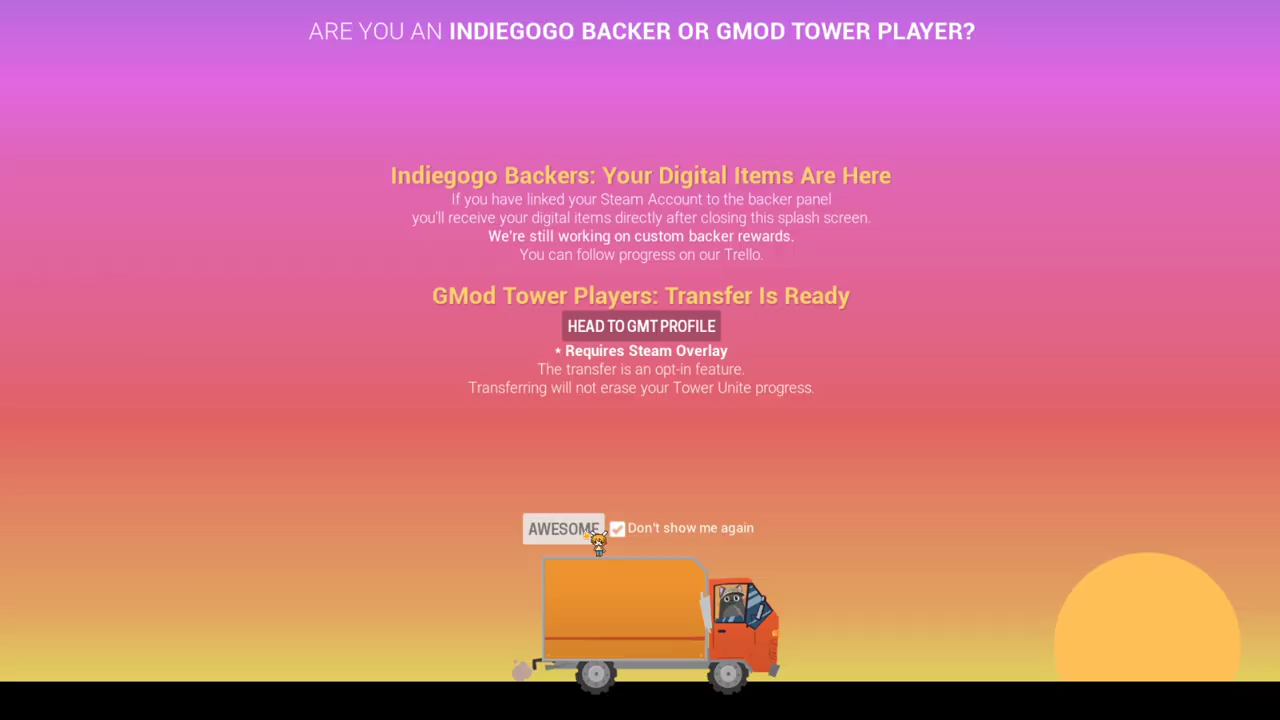 ARE YOU AN INDIEGOGO BACKER OR GMOD TOWER PLAYER?
Indiegogo Backers: Your Digital Items Are Here
If you have linked your Steam Account to the backer panel
you'll receive your digital items directly after closing this splash screen.
We're still working on custom backer rewards.
You can follow progress on our Trello.
GMod Tower Players: Transfer Is Ready
HEAD TO GMT PROFILE
* Requires Steam Overlay
The transfer is an opt-in feature.
Transferring will not erase your Tower Unite progress.
AWESOME Don't show me again